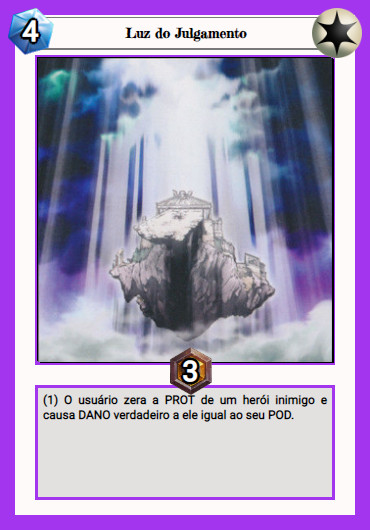 4
Luz do Julgamento
3
(1) O usuário zera a PROT de um herói inimigo e
causa DANO verdadeiro a ele igual ao seu POD.